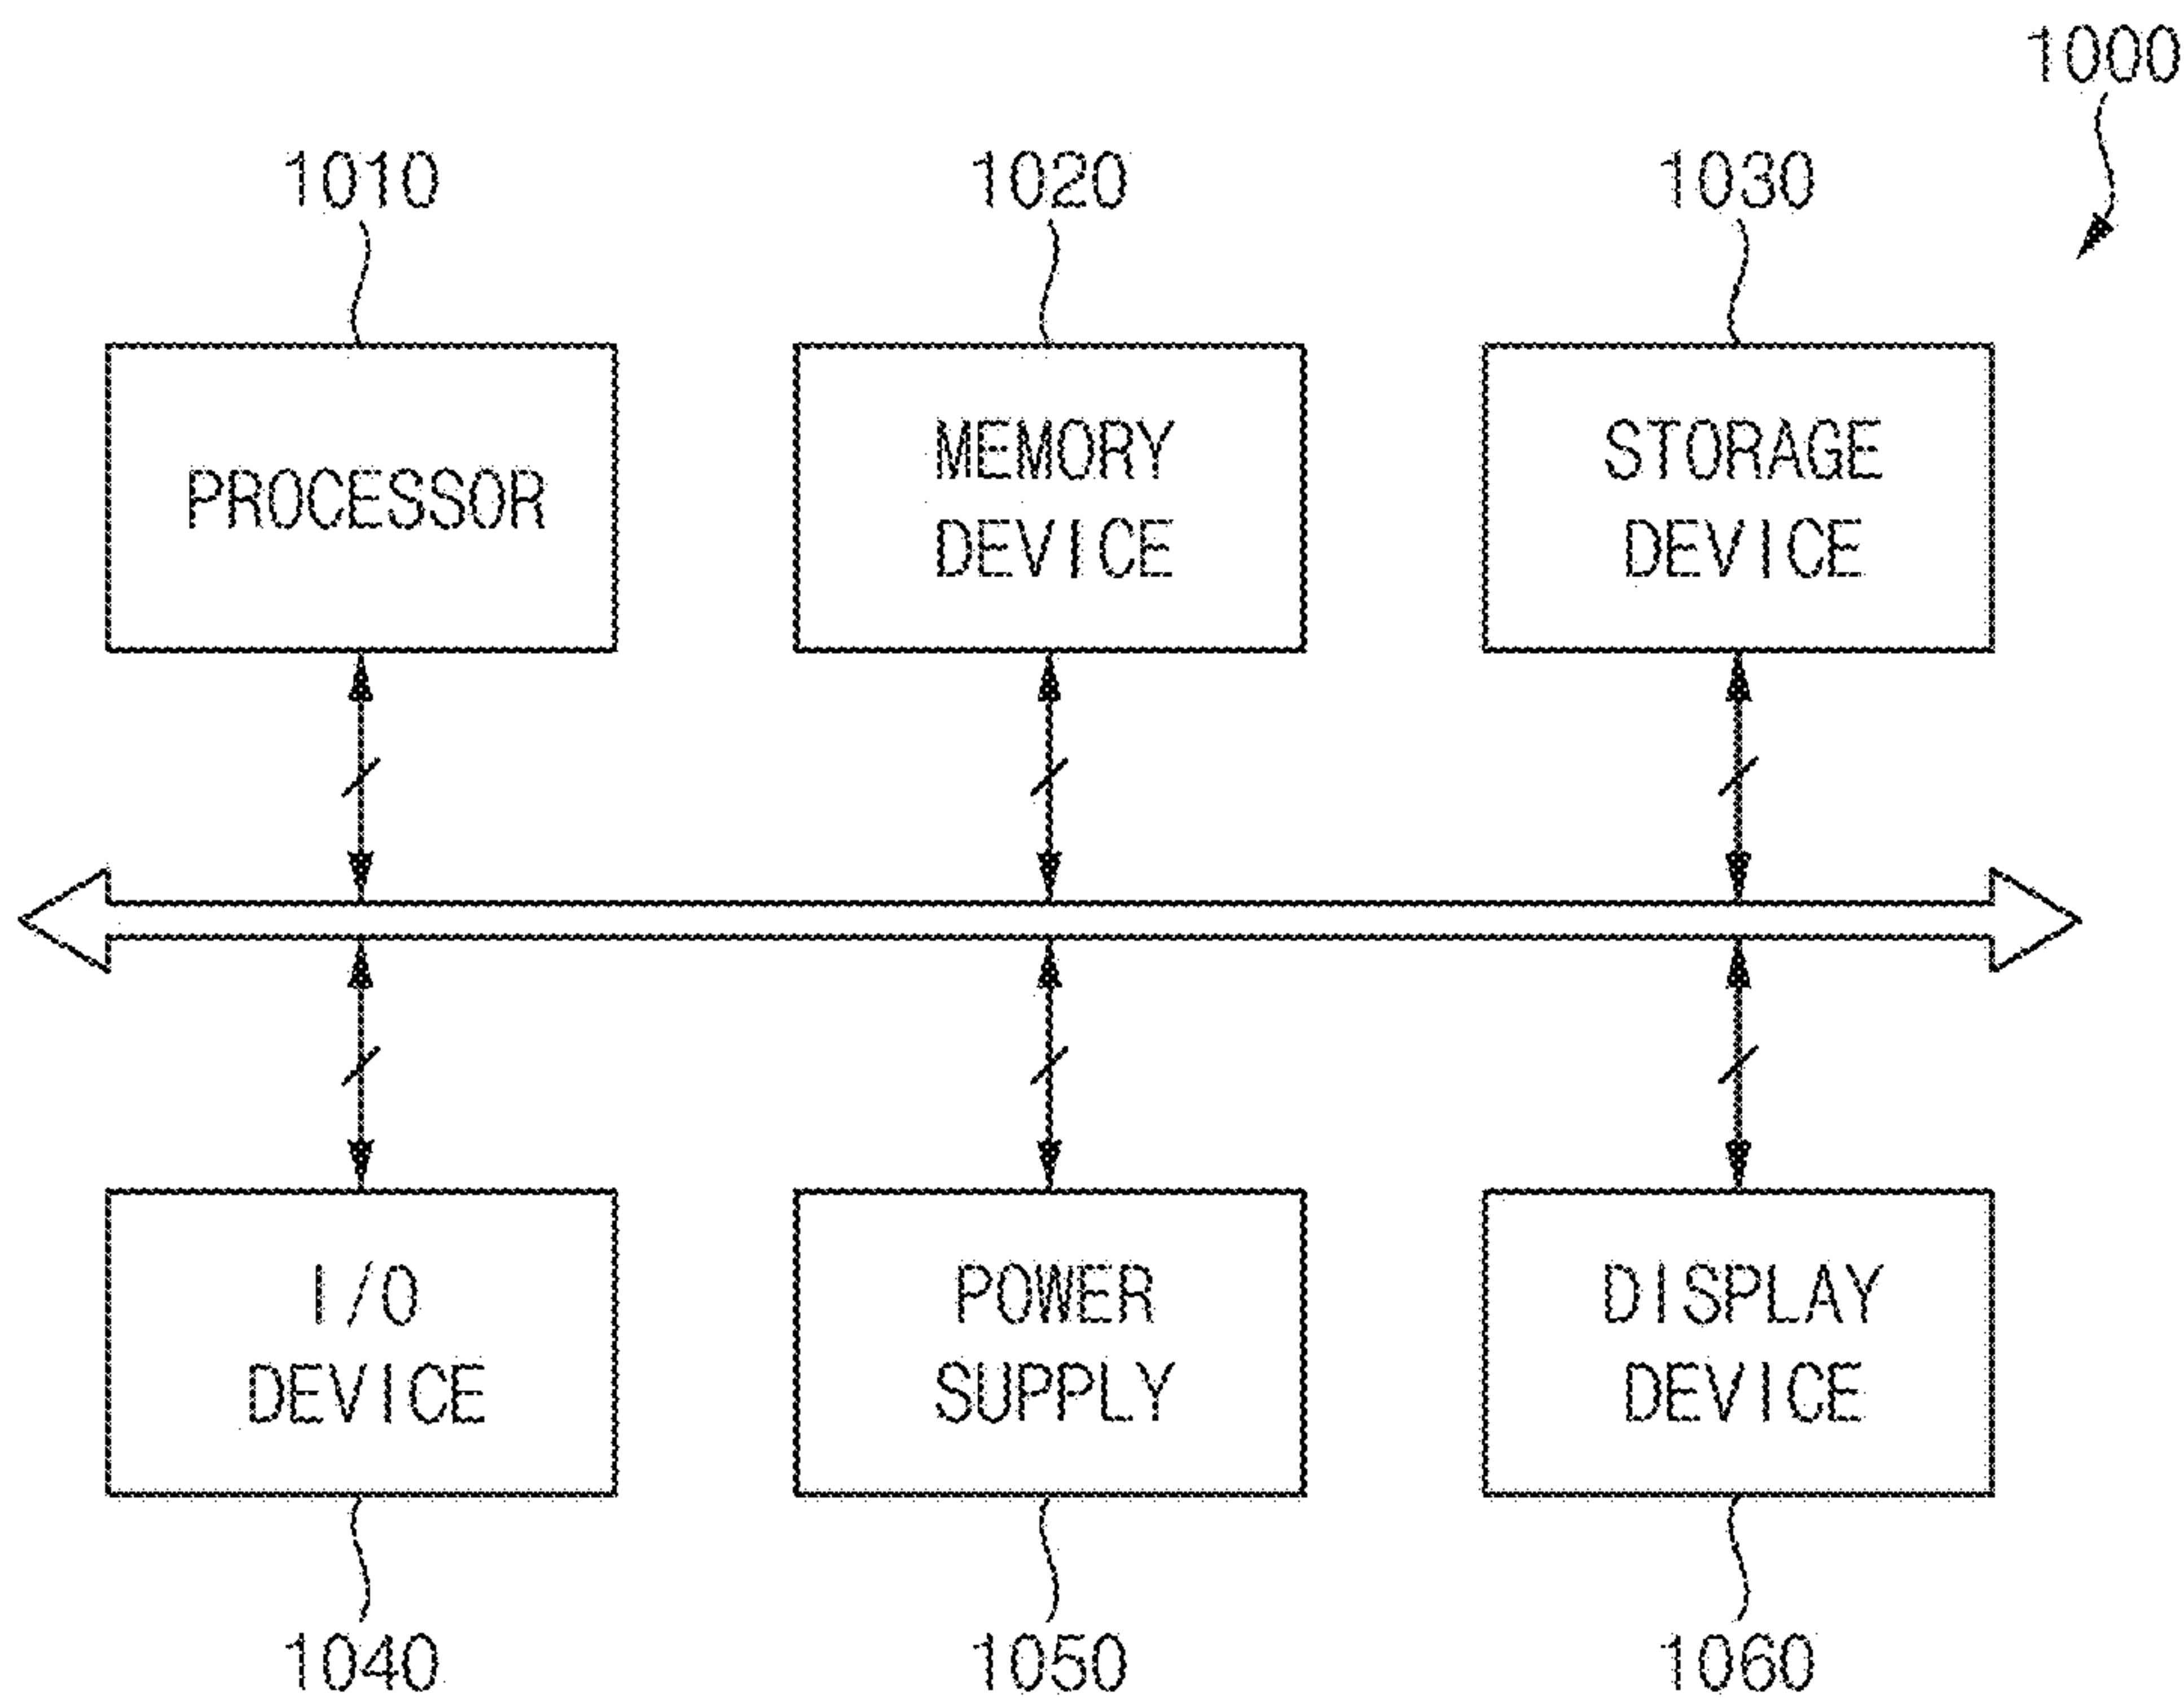 1000
1010
1020
1030
PROCESSOR
MEMORY
DEVICE
STORAGE
DEVICE
I/O
DEVICE
POWER
SUPPLY
DISPLAY
DEVICE
1040
1050
1060